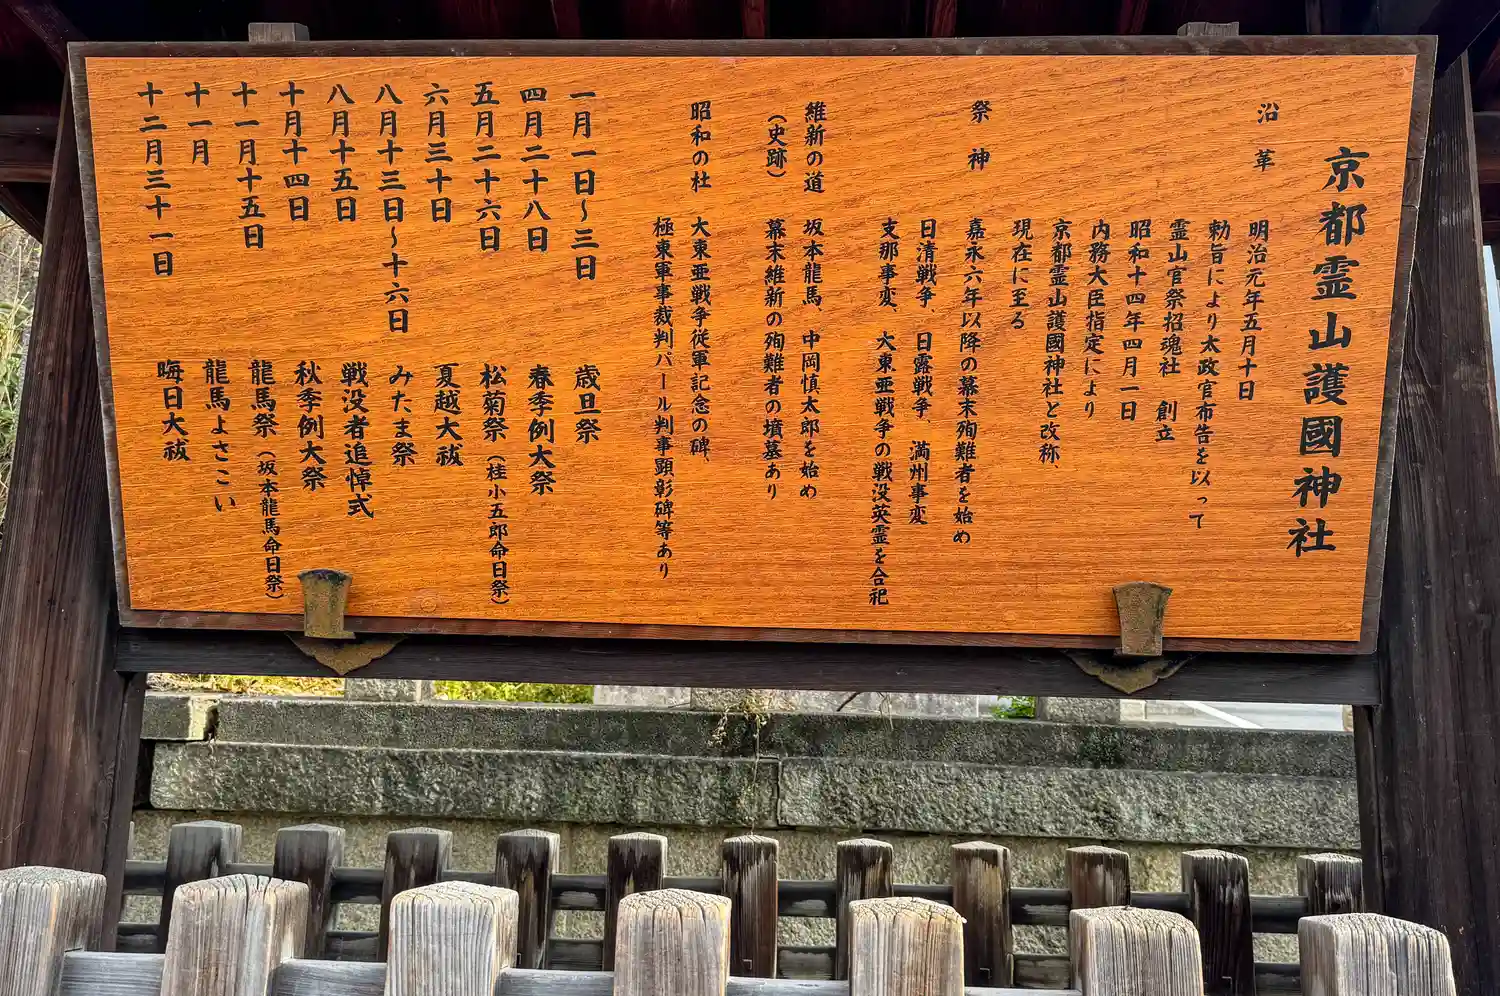 京都霊山護國神社
沿革
明治元年五月十日
勅旨により太政官布告を以って
霊山官祭招魂社 創立
昭和十四年四月一日
内務大臣指定により
京都霊山護國神社と改称、
現在に至る
祭神
嘉永六年以降の幕末殉難者を始め
日清戦争、日露戦争、満州事変
支那事変、大東亜戦争の戦没英霊を合祀
維新の道 坂本龍馬、中岡慎太郎を始め
(史跡) 幕末維新の殉難者の墳墓あり
昭和の杜 大東亜戦争従軍記念の碑、
極東軍事裁判パール判事顕彰碑等あり
一月一日~三日 歳旦祭
四月二十八日 春季例大祭
五月二十六日 松菊祭(桂小五郎命日祭)
六月三十日 夏越大祓
八月十三日~十六日 みたま祭
八月十五日 戦没者追悼式
十月十四日 秋季例大祭
十一月十五日 龍馬祭(坂本龍馬命日祭)
十一月 龍馬よさこい
十二月三十一日 晦日大祓